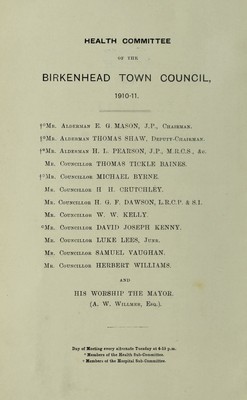 HEALTH COMMITTEE
OF THE
BIRKENHEAD TOWN COUNCIL,
1910-11.
†*Mr. Alderman E. G. MASON, J.P., Chairman.
†*Mr. Alderman THOMAS SHAW, Deputy-Chairman.
†*Mr. Alderman H. L. PEARSON, J.P., M.R.C.S., &c.
Mr. Councillor THOMAS TICKLE BAINES.
†*Mr. Councillor MICHAEL BYRNE.
Mr. Councillor H H. CRUTCHLEY.
Mr. Councillor H. G. F. DAWSON, L.R.C.P. & S.I.
Mr. Councillor W. W. KELLY.
*Mr. Councillor DAVID JOSEPH KENNY.
Mr. Councillor LUKE LEES, Junr.
Mr. Councillor SAMUEL VAUGHAN.
Mr. Councillor HERBERT WILLIAMS.
AND
HIS WORSHIP THE MAYOR.
(A. W. Willmer, Esq.).
Day of Meeting every alternate Tuesday at 4-30 p.m.
* Members of the Health Sub-Committee.
† Members of the Hospital Sub-Committee.